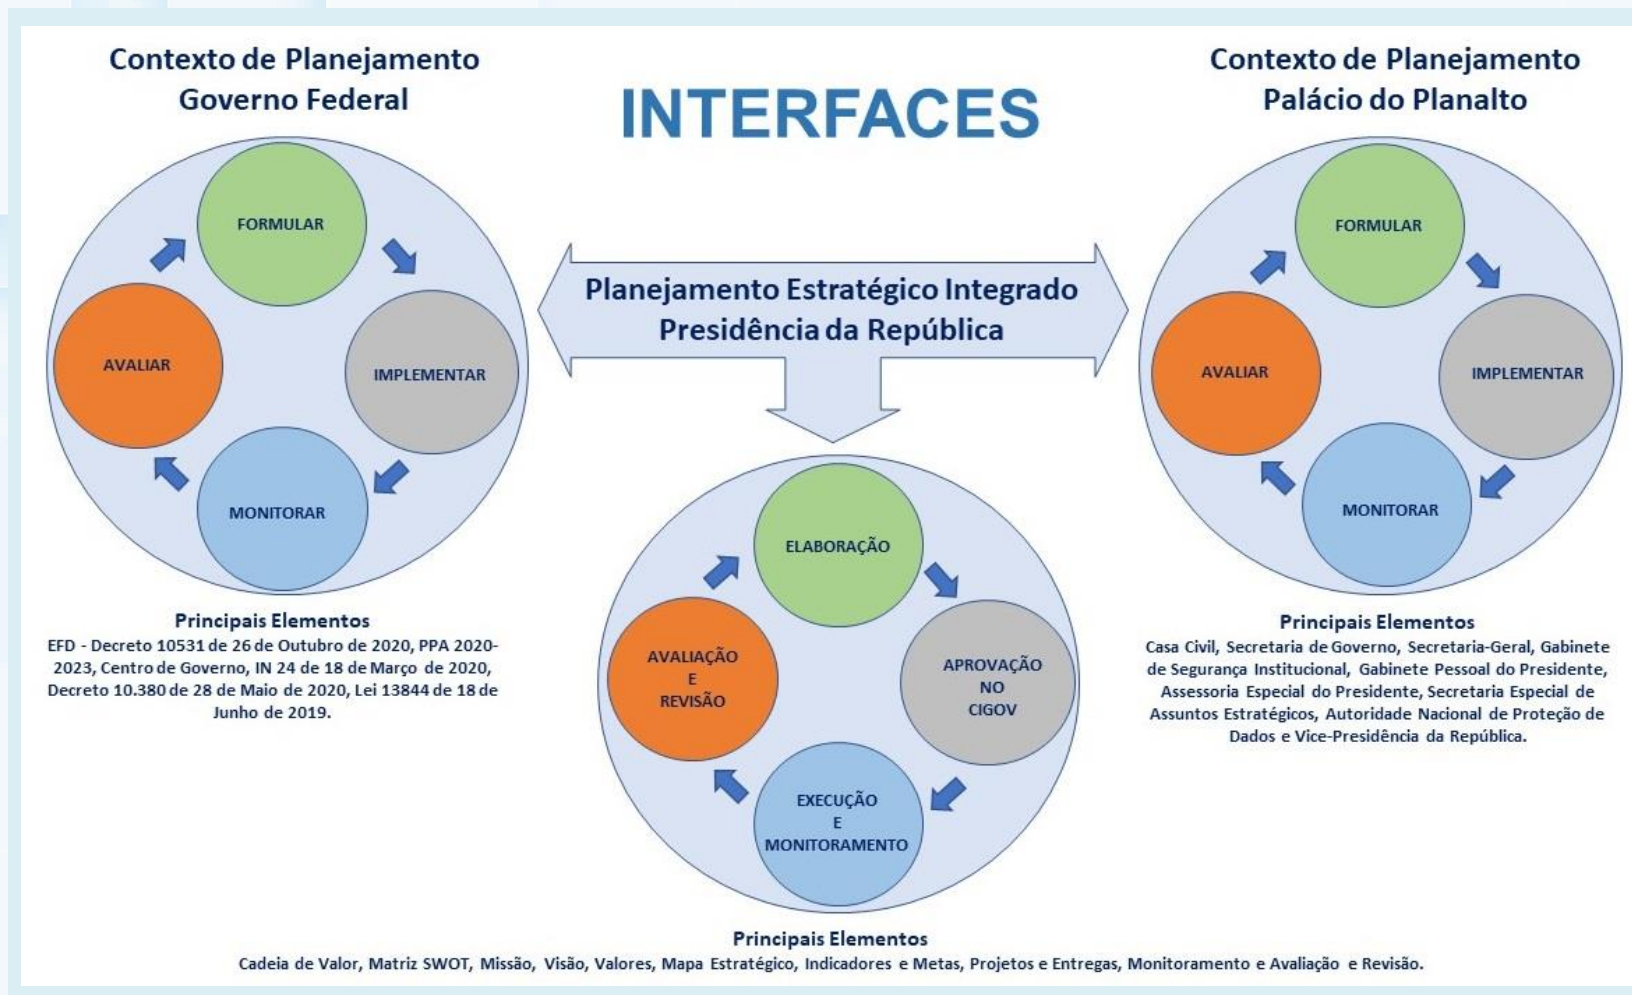 Contexto de Planejamento
Governo Federal
INTERFACES
Contexto de Planejamento
Palácio do Planalto
FORMULAR
IMPLEMENTAR
MONITORAR
AVALIAR
Planejamento Estratégico Integrado
Presidência da República
FORMULAR
IMPLEMENTAR
MONITORAR
AVALIAR
Principais Elementos
EFD - Decreto 10531 de 26 de Outubro de 2020, PPA 2020-
2023, Centro de Governo, IN 24 de 18 de Março de 2020,
Decreto 10.380 de 28 de Maio de 2020, Lei 13844 de 18 de
Junho de 2019.
ELABORAÇÃO
APROVAÇÃO
NO
CIGOV
EXECUÇÃO
E
MONITORAMENTO
AVALIAÇÃO
E
REVISÃO
Principais Elementos
Casa Civil, Secretaria de Governo, Secretaria-Geral, Gabinete
de Segurança Institucional, Gabinete Pessoal do Presidente,
Assessoria Especial do Presidente, Secretaria Especial de
Assuntos Estratégicos, Autoridade Nacional de Proteção de
Dados e Vice-Presidência da República.
Principais Elementos
Cadeia de Valor, Matriz SWOT, Missão, Visão, Valores, Mapa Estratégico, Indicadores e Metas, Projetos e Entregas, Monitoramento e Avaliação e Revisão.